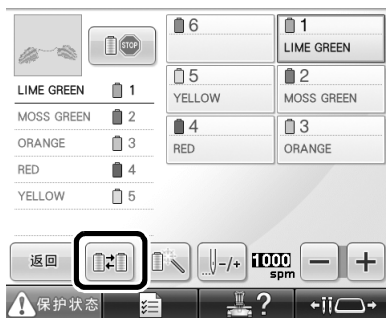 STOP
6
1
LIME GREEN
5
YELLOW
2
MOSS GREEN
4
RED
3
ORANGE
LIME GREEN 1
MOSS GREEN 2
ORANGE 3
RED 4
YELLOW 5
返回
-/+
1000
spm
− +
保护状态
?